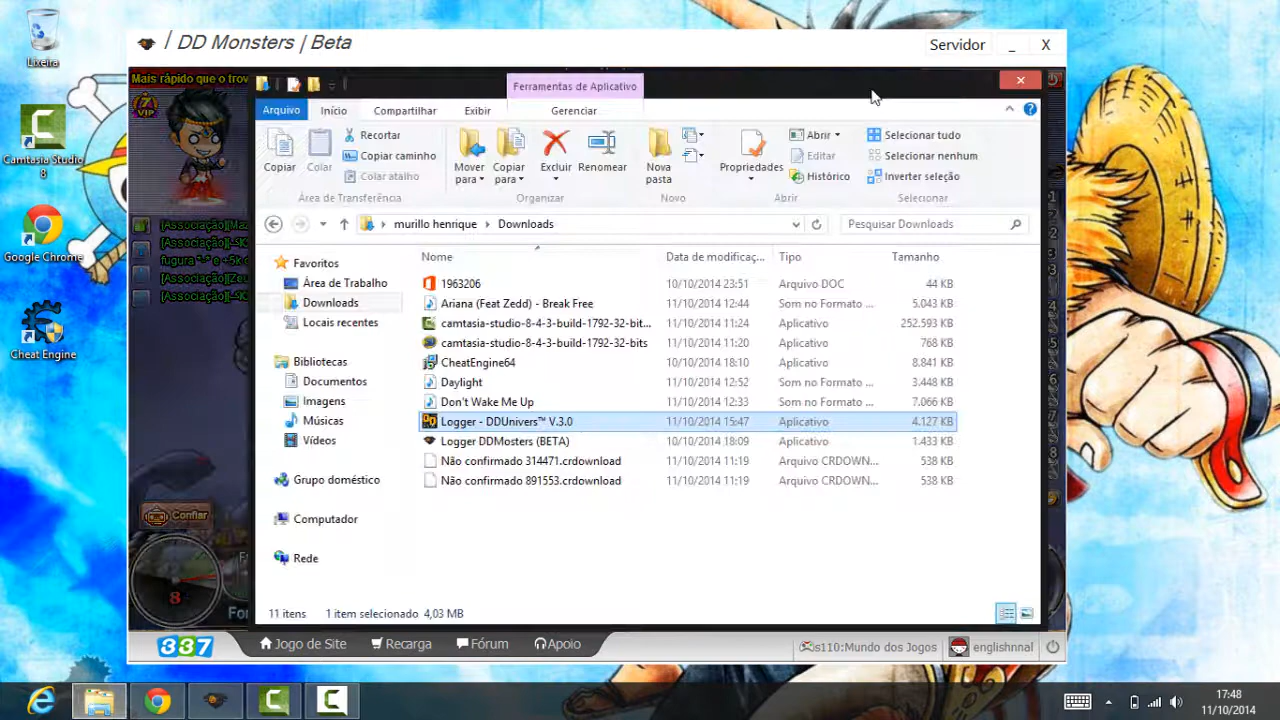 Lixeira
Camtasia Studio
8
Google Chrome
Cheat Engine
/ DD Monsters | Beta
Servidor
_
X
Mais rápido que o trov
7
VIP
Ferramentas de Aplicativo
Arquivo
Início
Compartilhar
Exibir
Gerenciar
Copiar
Colar
Recortar
Copiar caminho
Colar atalho
Área de Transferência
Mover
para
Copiar
para
Excluir
Renomear
Organizar
Nova
pasta
Novo
Propriedades
Abrir
Editar
Histórico
Abrir
Selecionar tudo
Selecionar nenhum
Inverter seleção
Selecionar
murillo henrique
Downloads
Pesquisar Downloads
Nome
Data de modificaç...
Tipo
Tamanho
Favoritos
Área de Trabalho
Downloads
Locais recentes
Bibliotecas
Documentos
Imagens
Músicas
Vídeos
Grupo doméstico
Computador
Rede
1963206 0/10/2014 23:51 Arquivo DOC 44 KB
Ariana (Feat Zedd) - Break Free 11/10/2014 12:44 Som no Formato ... 5.043 KB
camtasia-studio-8-4-3-build-1792-32-bit... 11/10/2014 11:24 Aplicativo 252.593 KB
camtasia-studio-8-4-3-build-1792-32-bits 11/10/2014 11:20 Aplicativo 768 KB
CheatEngine64 10/10/2014 18:10 Aplicativo 8.841 KB
Daylight 11/10/2014 12:52 Som no Formato ... 3.448 KB
Don't Wake Me Up 11/10/2014 12:33 Som no Formato ... 7.066 KB
Logger - DDUnivers™ V.3.0 11/10/2014 15:47 Aplicativo 4.127 KB
Logger DDMosters (BETA) 10/10/2014 18:09 Aplicativo 1.433 KB
Não confirmado 314471.crdownload 11/10/2014 11:19 Arquivo CRDOWN... 538 KB
Não confirmado 891553.crdownload 11/10/2014 11:19 Arquivo CRDOWN... 538 KB
[Associação][Ma
[Associação]
fugura *-* e +5k
[Associação][Ze
[Associação]
Confiar
8
For
11 itens
1 item selecionado 4,03 MB
337
Jogo de Site
Recarga
Fórum
Apoio
s110:Mundo dos Jogos
englishnnal
17:48
11/10/2014